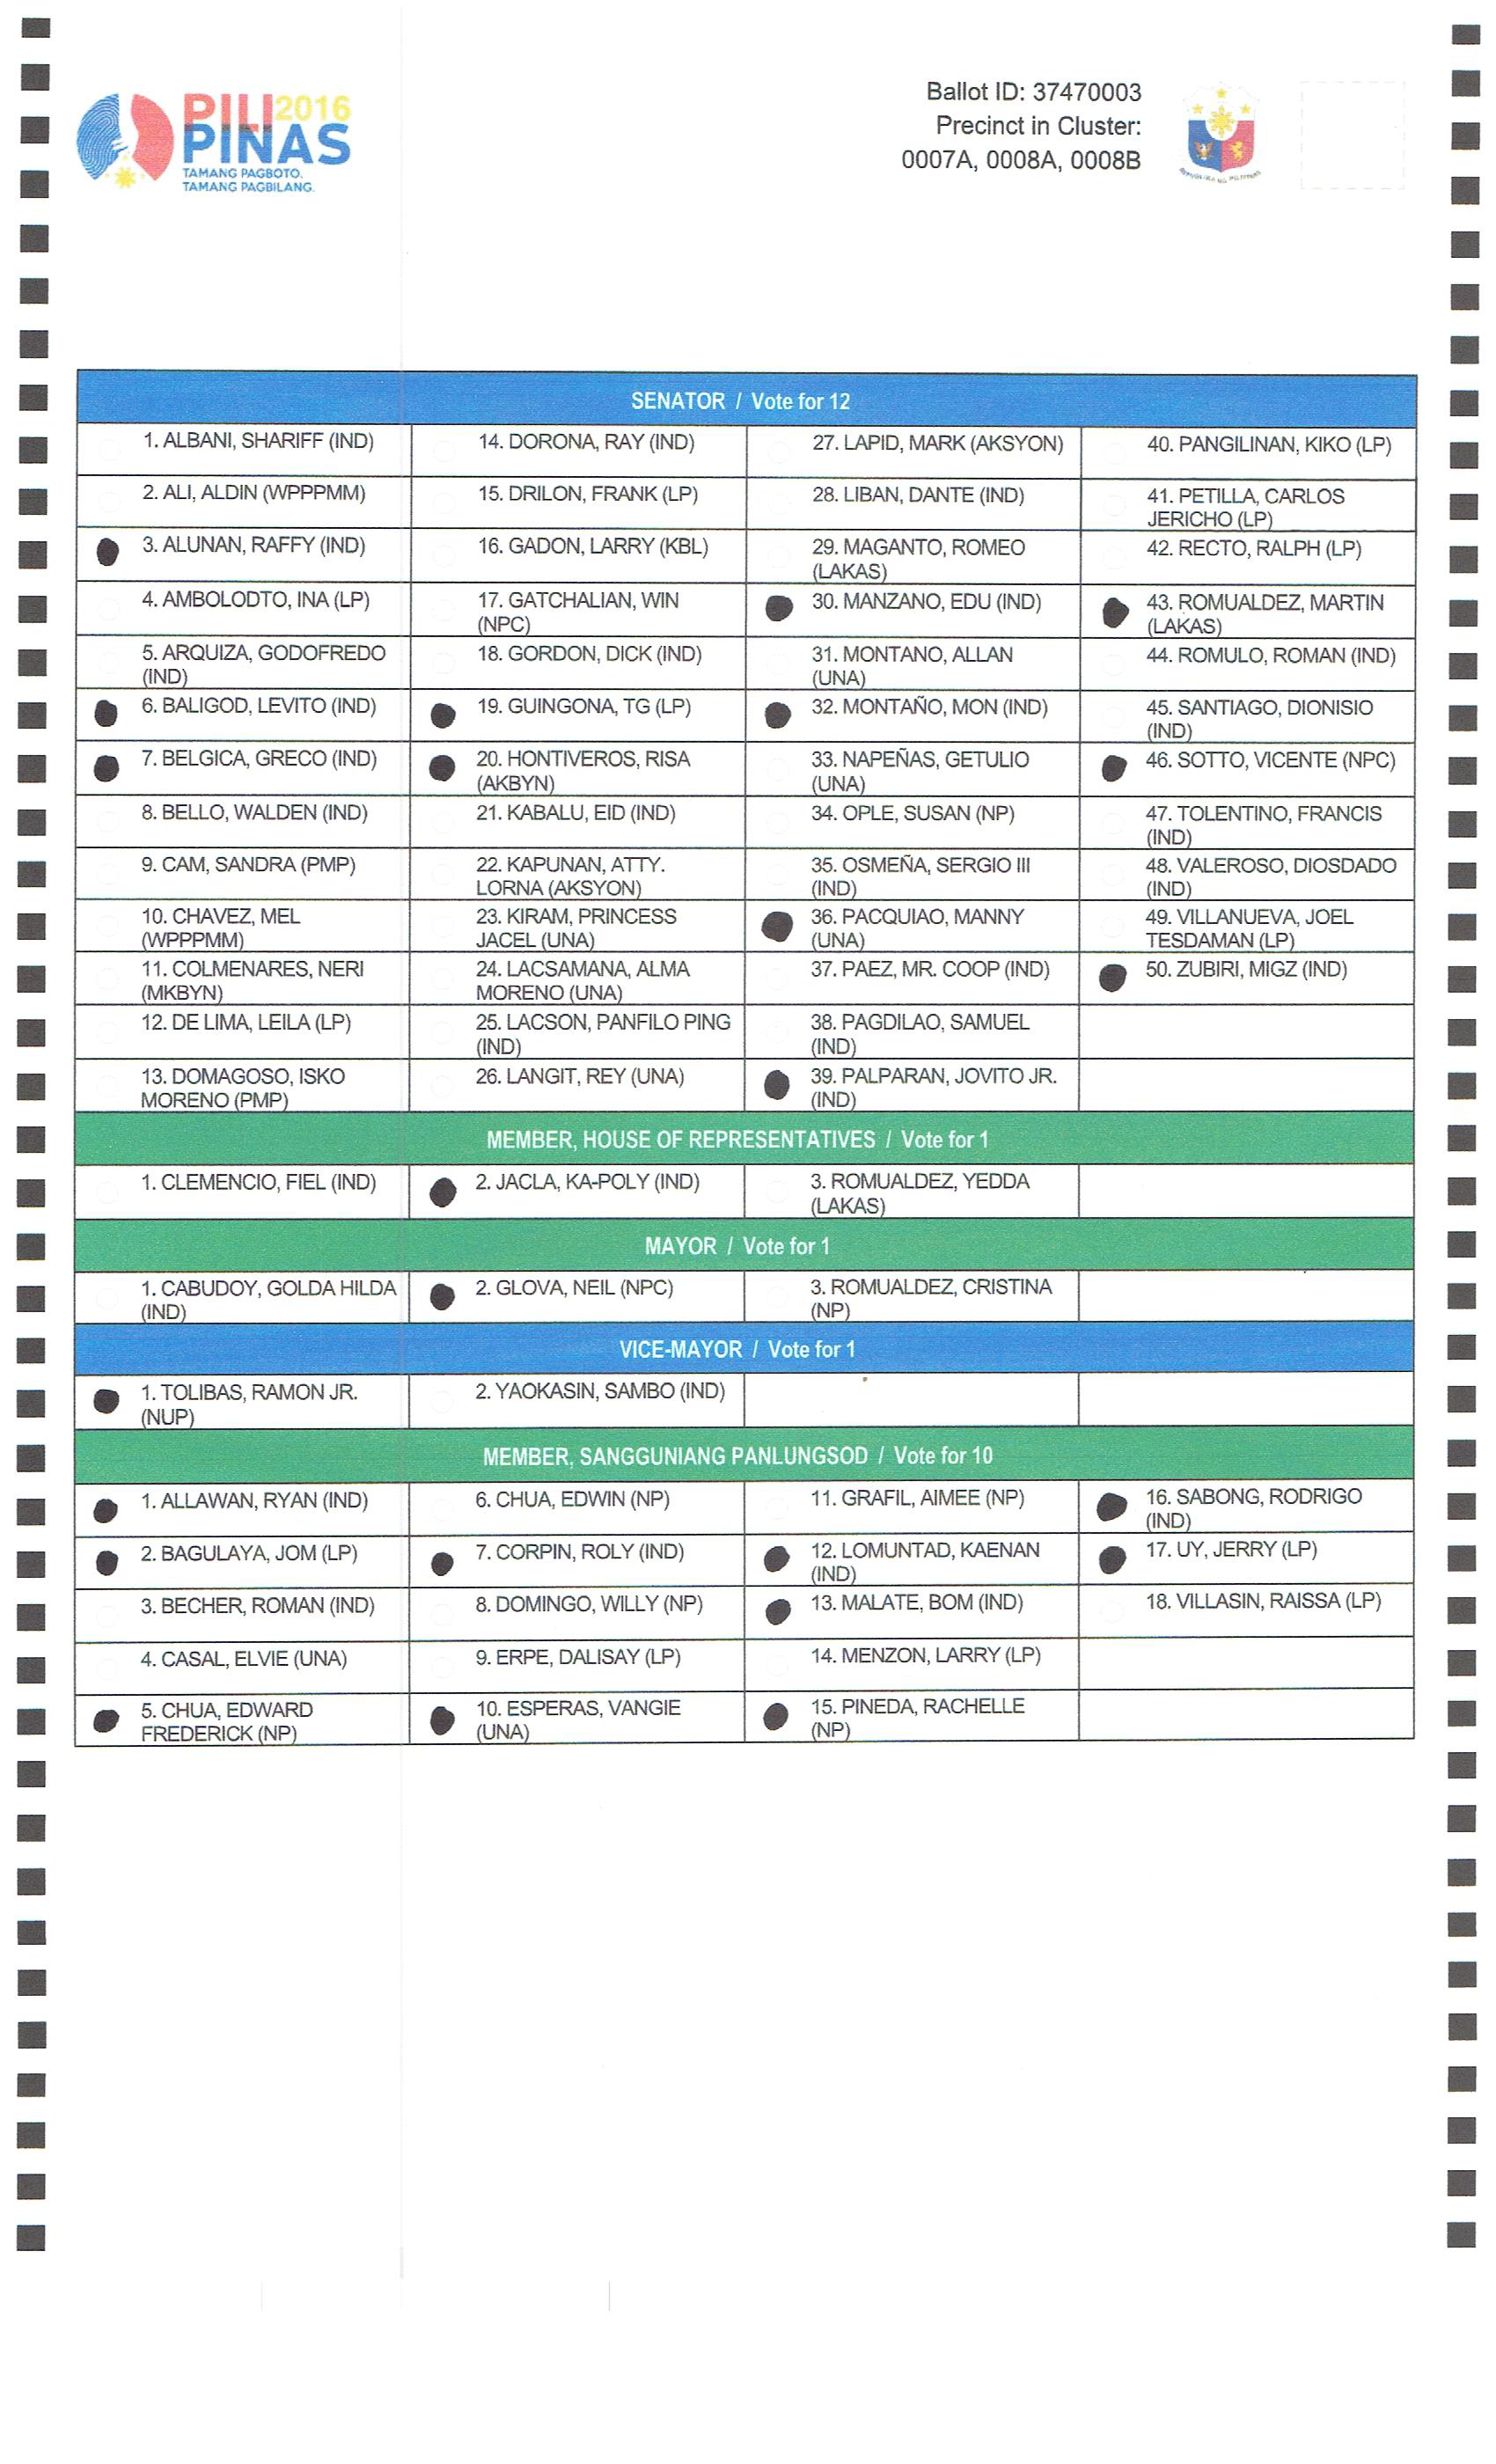 PILI 2016
PINAS
TAMANG PAGBOTO.
TAMANG PAGBILANG.
Ballot ID: 37470003
Precinct in Cluster:
0007A, 0008A, 0008B
REPUBLIKA NG PILIPINAS
SENATOR / Vote for 12
1. ALBANI, SHARIFF (IND)
14. DORONA, RAY (IND)
27. LAPID, MARK (AKSYON)
40. PANGILINAN, KIKO (LP)
2. ALI, ALDIN (WPPPMM)
15. DRILON, FRANK (LP)
28. LIBAN, DANTE (IND)
41. PETILLA, CARLOS
JERICHO (LP)
3. ALUNAN, RAFFY (IND)
16. GADON, LARRY (KBL)
29. MAGANTO, ROMEO
(LAKAS)
42. RECTO, RALPH (LP)
4. AMBOLODTO, INA (LP)
17. GATCHALIAN, WIN
(NPC)
30. MANZANO, EDU (IND)
43. ROMUALDEZ, MARTIN
(LAKAS)
5. ARQUIZA, GODOFREDO
(IND)
18. GORDON, DICK (IND)
31. MONTANO, ALLAN
(UNA)
44. ROMULO, ROMAN (IND)
6. BALIGOD, LEVITO (IND)
19. GUINGONA, TG (LP)
32. MONTAÑO, MON (IND)
45. SANTIAGO, DIONISIO
(IND)
7. BELGICA, GRECO (IND)
20. HONTIVEROS, RISA
(AKBYN)
33. NAPEÑAS, GETULIO
(UNA)
46. SOTTO, VICENTE (NPC)
8. BELLO, WALDEN (IND)
21. KABALU, EID (IND)
34. OPLE, SUSAN (NP)
47. TOLENTINO, FRANCIS
(IND)
9. CAM, SANDRA (PMP)
22. KAPUNAN, ATTY.
LORNA (AKSYON)
35. OSMEÑA, SERGIO III
(IND)
48. VALEROSO, DIOSDADO
(IND)
10. CHAVEZ, MEL
(WPPPMM)
23. KIRAM, PRINCESS
JACEL (UNA)
36. PACQUIAO, MANNY
(UNA)
49. VILLANUEVA, JOEL
TESDAMAN (LP)
11. COLMENARES, NERI
(MKBYN)
24. LACSAMANA, ALMA
MORENO (UNA)
37. PAEZ, MR. COOP (IND)
50. ZUBIRI, MIGZ (IND)
12. DE LIMA, LEILA (LP)
25. LACSON, PANFILO PING
(IND)
38. PAGDILAO, SAMUEL
(IND)
13. DOMAGOSO, ISKO
MORENO (PMP)
26. LANGIT, REY (UNA)
39. PALPARAN, JOVITO JR.
(IND)
MEMBER, HOUSE OF REPRESENTATIVES / Vote for 1
1. CLEMENCIO, FIEL (IND)
2. JACLA, KA-POLY (IND)
3. ROMUALDEZ, YEDDA
(LAKAS)
MAYOR / Vote for 1
1. CABUDOY, GOLDA HILDA
(IND)
2. GLOVA, NEIL (NPC)
3. ROMUALDEZ, CRISTINA
(NP)
VICE-MAYOR / Vote for 1
1. TOLIBAS, RAMON JR.
(NUP)
2. YAOKASIN, SAMBO (IND)
MEMBER, SANGGUNIANG PANLUNGSOD / Vote for 10
1. ALLAWAN, RYAN (IND)
6. CHUA, EDWIN (NP)
11. GRAFIL, AIMEE (NP)
16. SABONG, RODRIGO
(IND)
2. BAGULAYA, JOM (LP)
7. CORPIN, ROLY (IND)
12. LOMUNTAD, KAENAN
(IND)
17. UY, JERRY (LP)
3. BECHER, ROMAN (IND)
8. DOMINGO, WILLY (NP)
13. MALATE, BOM (IND)
18. VILLASIN, RAISSA (LP)
4. CASAL, ELVIE (UNA)
9. ERPE, DALISAY (LP)
14. MENZON, LARRY (LP)
5. CHUA, EDWARD
FREDERICK (NP)
10. ESPERAS, VANGIE
(UNA)
15. PINEDA, RACHELLE
(NP)